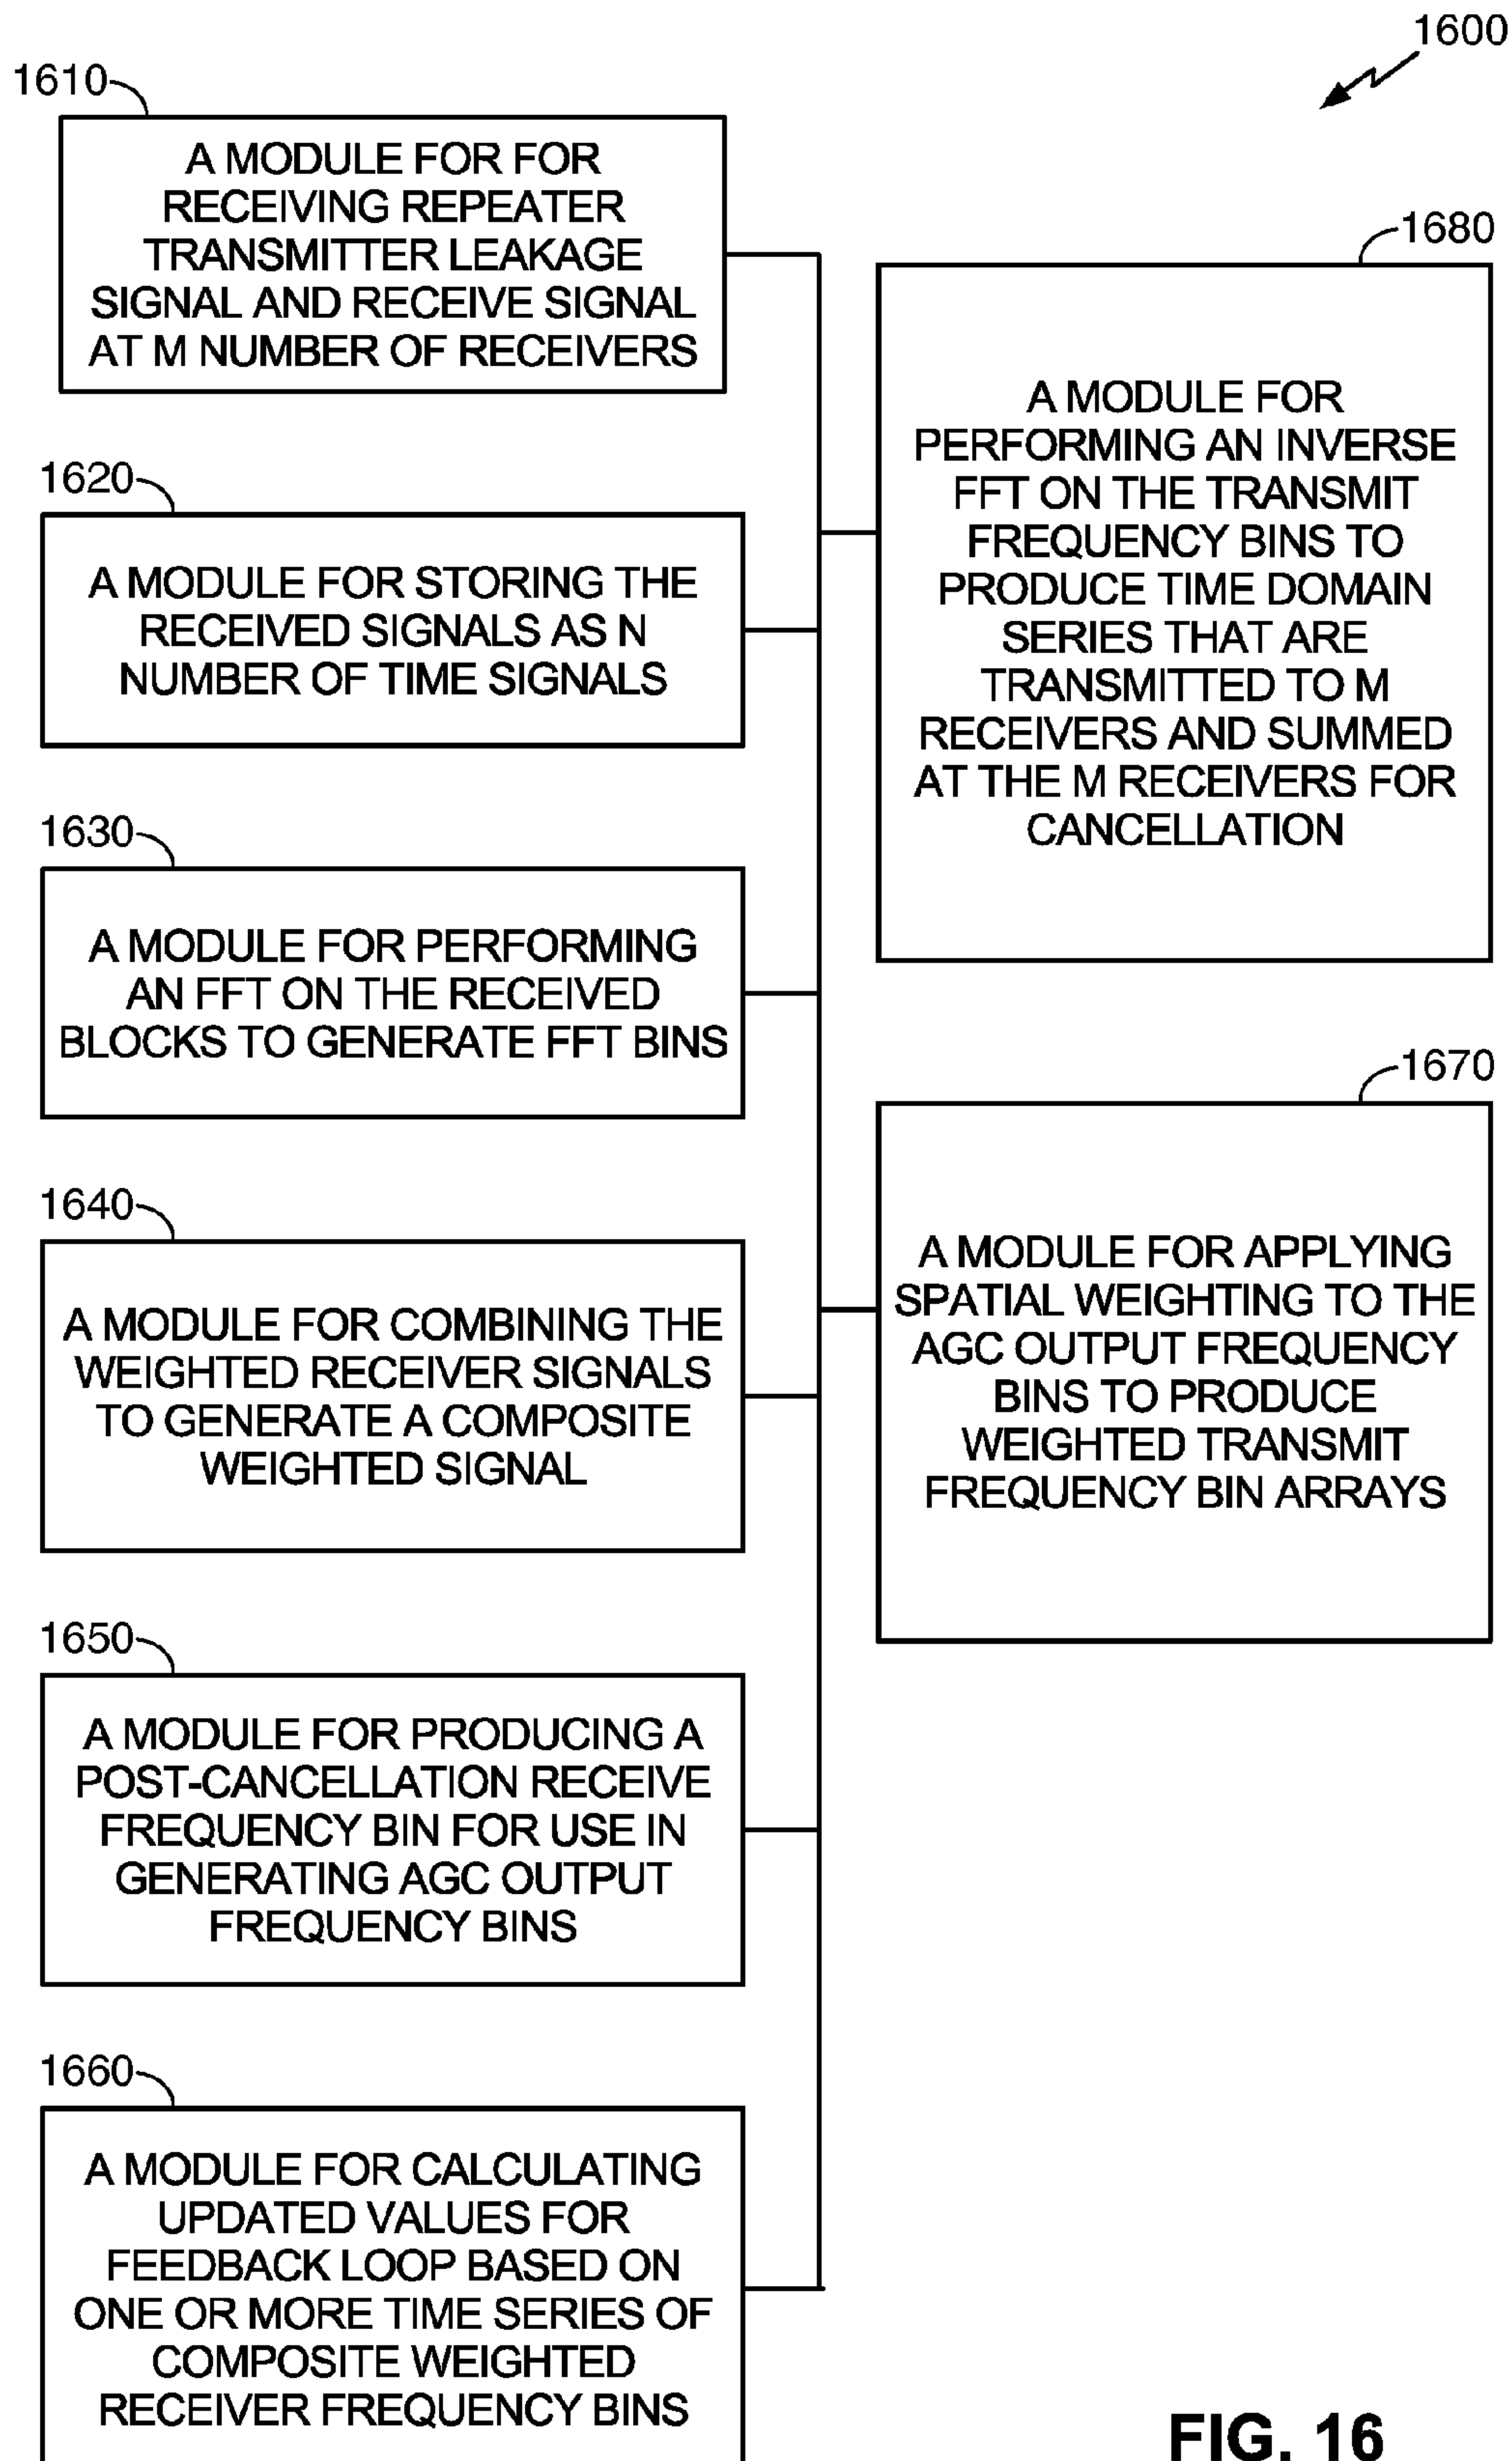 1600
1610
A MODULE FOR FOR
RECEIVING REPEATER
TRANSMITTER LEAKAGE
SIGNAL AND RECEIVE SIGNAL
AT M NUMBER OF RECEIVERS
1620
A MODULE FOR STORING THE
RECEIVED SIGNALS AS N
NUMBER OF TIME SIGNALS
1630
A MODULE FOR PERFORMING
AN FFT ON THE RECEIVED
BLOCKS TO GENERATE FFT BINS
1640
A MODULE FOR COMBINING THE
WEIGHTED RECEIVER SIGNALS
TO GENERATE A COMPOSITE
WEIGHTED SIGNAL
1650
A MODULE FOR PRODUCING A
POST-CANCELLATION RECEIVE
FREQUENCY BIN FOR USE IN
GENERATING AGC OUTPUT
FREQUENCY BINS
1660
A MODULE FOR CALCULATING
UPDATED VALUES FOR
FEEDBACK LOOP BASED ON
ONE OR MORE TIME SERIES OF
COMPOSITE WEIGHTED
RECEIVER FREQUENCY BINS
1680
A MODULE FOR
PERFORMING AN INVERSE
FFT ON THE TRANSMIT
FREQUENCY BINS TO
PRODUCE TIME DOMAIN
SERIES THAT ARE
TRANSMITTED TO M
RECEIVERS AND SUMMED
AT THE M RECEIVERS FOR
CANCELLATION
1670
A MODULE FOR APPLYING
SPATIAL WEIGHTING TO THE
AGC OUTPUT FREQUENCY
BINS TO PRODUCE
WEIGHTED TRANSMIT
FREQUENCY BIN ARRAYS
FIG. 16